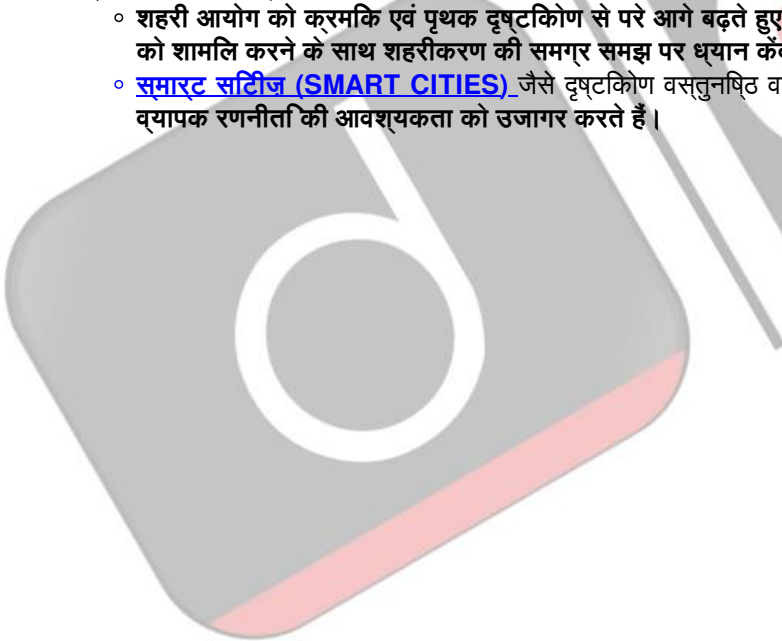 शहरी आयोग को क्रमिक एवं पृथक दृष्टिकोण से परे आगे बढ़ते हुए
को शामिल करने के साथ शहरीकरण की समग्र समझ पर ध्यान
स्मार्ट सिटीज़ (SMART CITIES) जैसे दृष्टिकोण वस्तुनिष्ठ
व्यापक रणनीति की आवश्यकता को उजागर करते हैं।